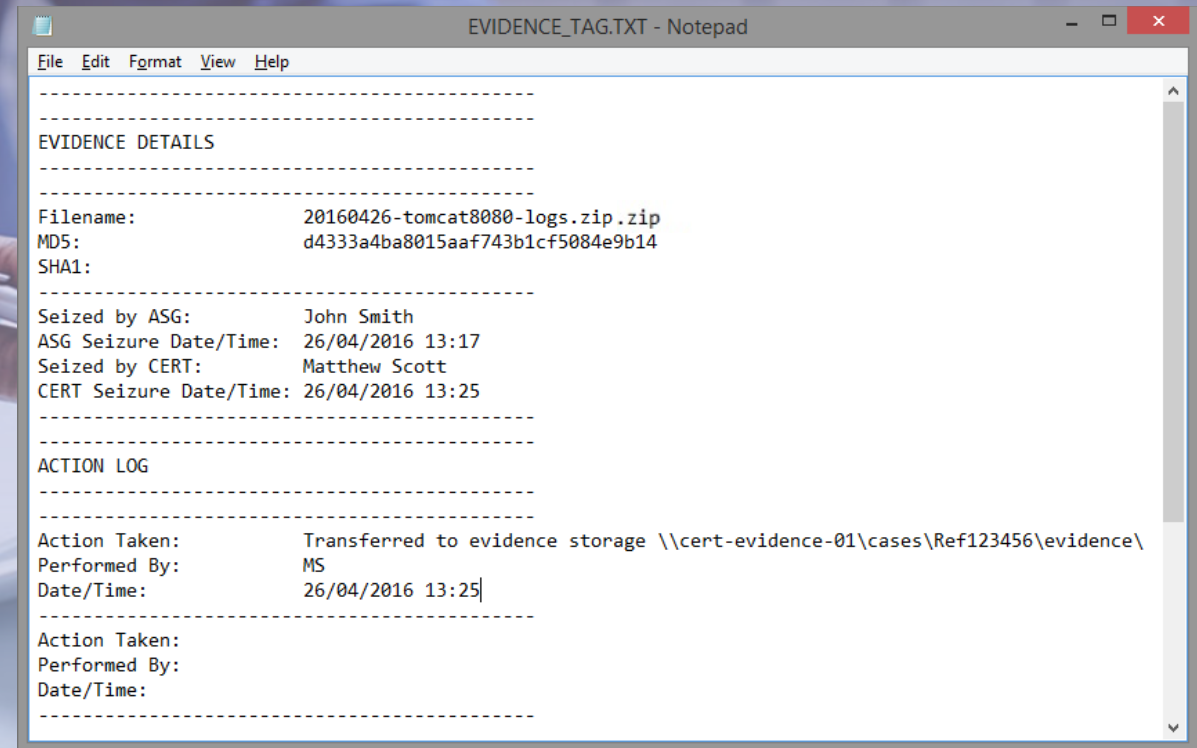 EVIDENCE_TAG.TXT - Notepad
File Edit Format View Help
---------------------------------------------
---------------------------------------------
EVIDENCE DETAILS
---------------------------------------------
---------------------------------------------
Filename: 20160426-tomcat8080-logs.zip.zip
MD5: d4333a4ba8015aaf743b1cf5084e9b14
SHA1:
---------------------------------------------
Seized by ASG: John Smith
ASG Seizure Date/Time: 26/04/2016 13:17
Seized by CERT: Matthew Scott
CERT Seizure Date/Time: 26/04/2016 13:25
---------------------------------------------
---------------------------------------------
ACTION LOG
---------------------------------------------
---------------------------------------------
Action Taken: Transferred to evidence storage \\cert-evidence-01\cases\Ref123456\evidence\
Performed By: MS
Date/Time: 26/04/2016 13:25
---------------------------------------------
Action Taken:
Performed By:
Date/Time:
---------------------------------------------